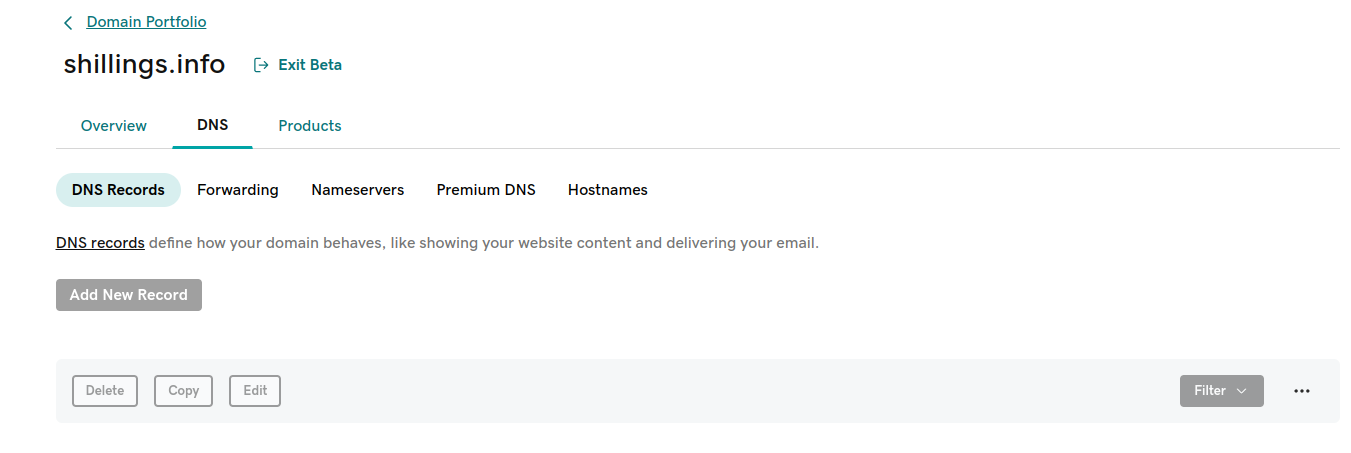 Domain Portfolio
shillings.info Exit Beta
Overview DNS Products
DNS Records Forwarding Nameservers Premium DNS Hostnames
DNS records define how your domain behaves, like showing your website content and delivering your email.
Add New Record
Delete Copy Edit Filter